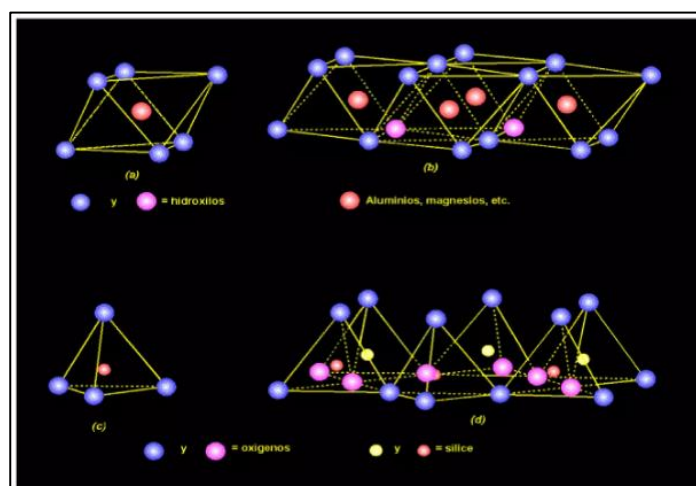 (a)
(b)
y = hidroxilos
Aluminios, magnesios, etc.
(c)
(d)
y = oxigenos
y = silice